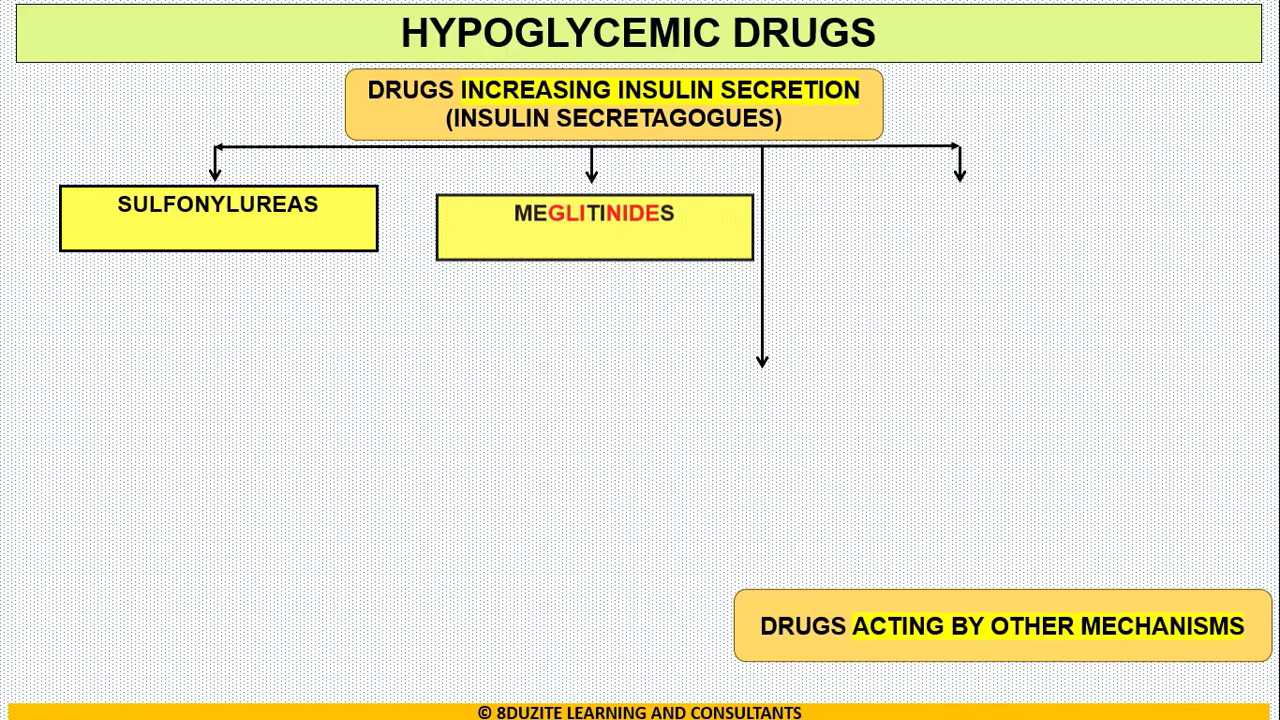 HYPOGLYCEMIC DRUGS
DRUGS INCREASING INSULIN SECRETION
(INSULIN SECRETAGOGUES)
SULFONYLUREAS
MEGLITINIDES
DRUGS ACTING BY OTHER MECHANISMS
© 8DUZITE LEARNING AND CONSULTANTS